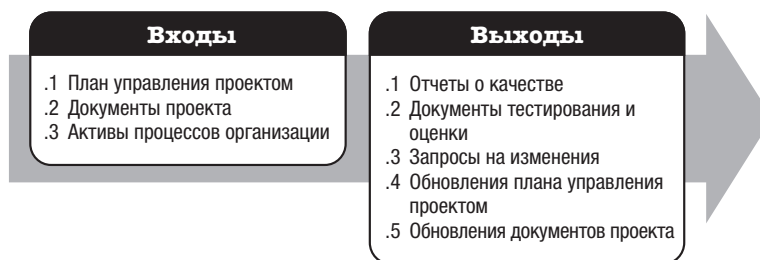 Входы
.1 План управления проектом
.2 Документы проекта
.3 Активы процессов организации
Выходы
.1 Отчеты о качестве
.2 Документы тестирования и
оценки
.3 Запросы на изменения
.4 Обновления плана управления
проектом
.5 Обновления документов проекта